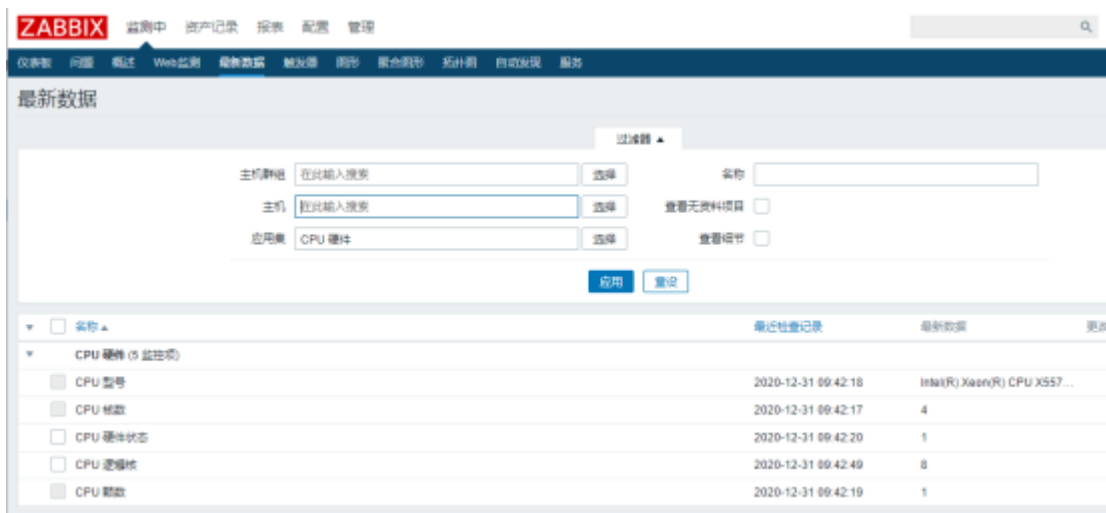 ZABBIX 监测中 资产记录 报表 配置 管理
仪表板 问题 概述 Web监测 最新数据 触发器 图形 聚合图形 拓扑图 自动发现 服务
最新数据
过滤器 ▲
主机群组 在此输入搜索 选择 名称
主机 在此输入搜索 选择 查看无资料项目
应用集 CPU 硬件 选择 查看细节
应用 重设
▼ 名称 ▲ 最近检查记录 最新数据
▼ CPU 硬件 (5 监控项)
CPU 型号 2020-12-31 09:42:18 Intel(R) Xeon(R) CPU X557...
CPU 核数 2020-12-31 09:42:17 4
CPU 硬件状态 2020-12-31 09:42:20 1
CPU 逻辑核 2020-12-31 09:42:49 8
CPU 颗数 2020-12-31 09:42:19 1